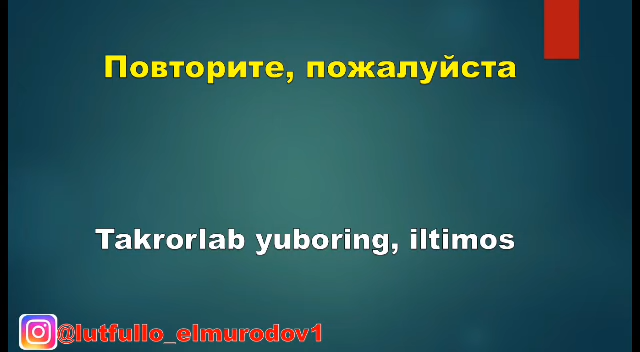 Повторите, пожалуйста
Takrorlab yuboring, iltimos
@lutfullo_elmurodov1